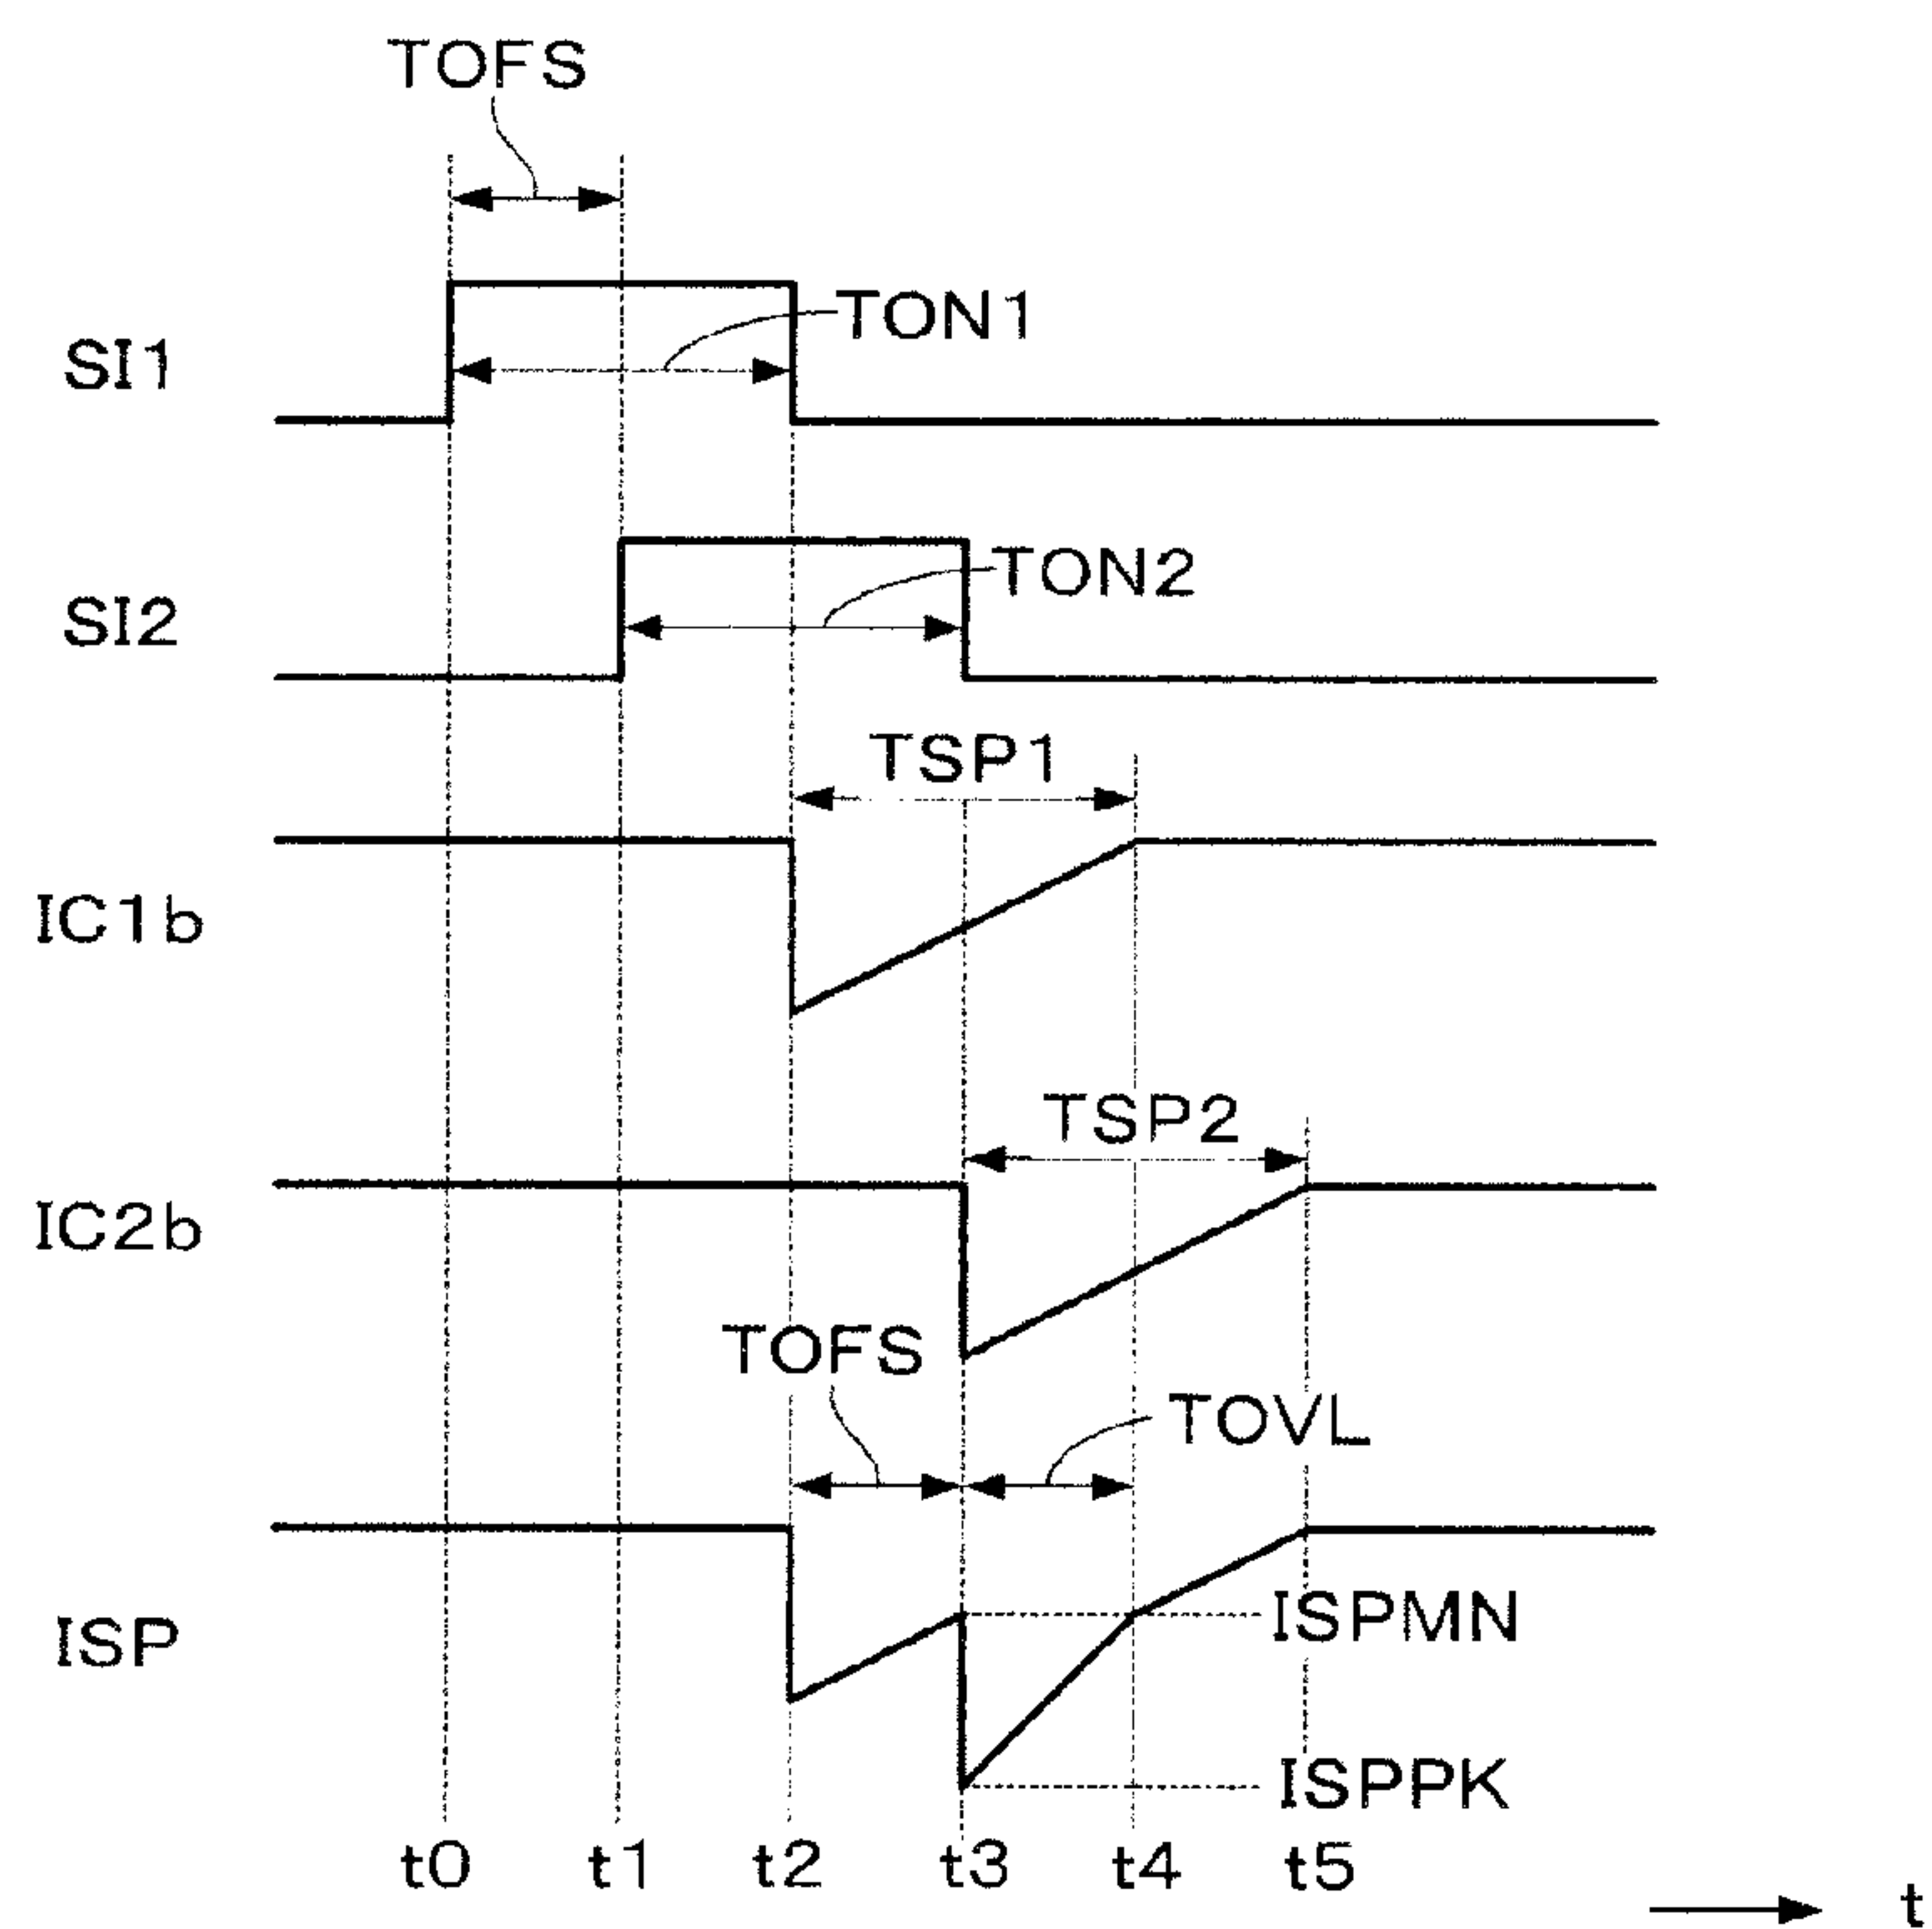 TOFS
TON1
SI1
TON2
SI2
TSP1
IC1b
TSP2
IC2b
TOFS
TOVL
ISPMN
ISP
ISPPK
t0 t1 t2 t3 t4 t5
t